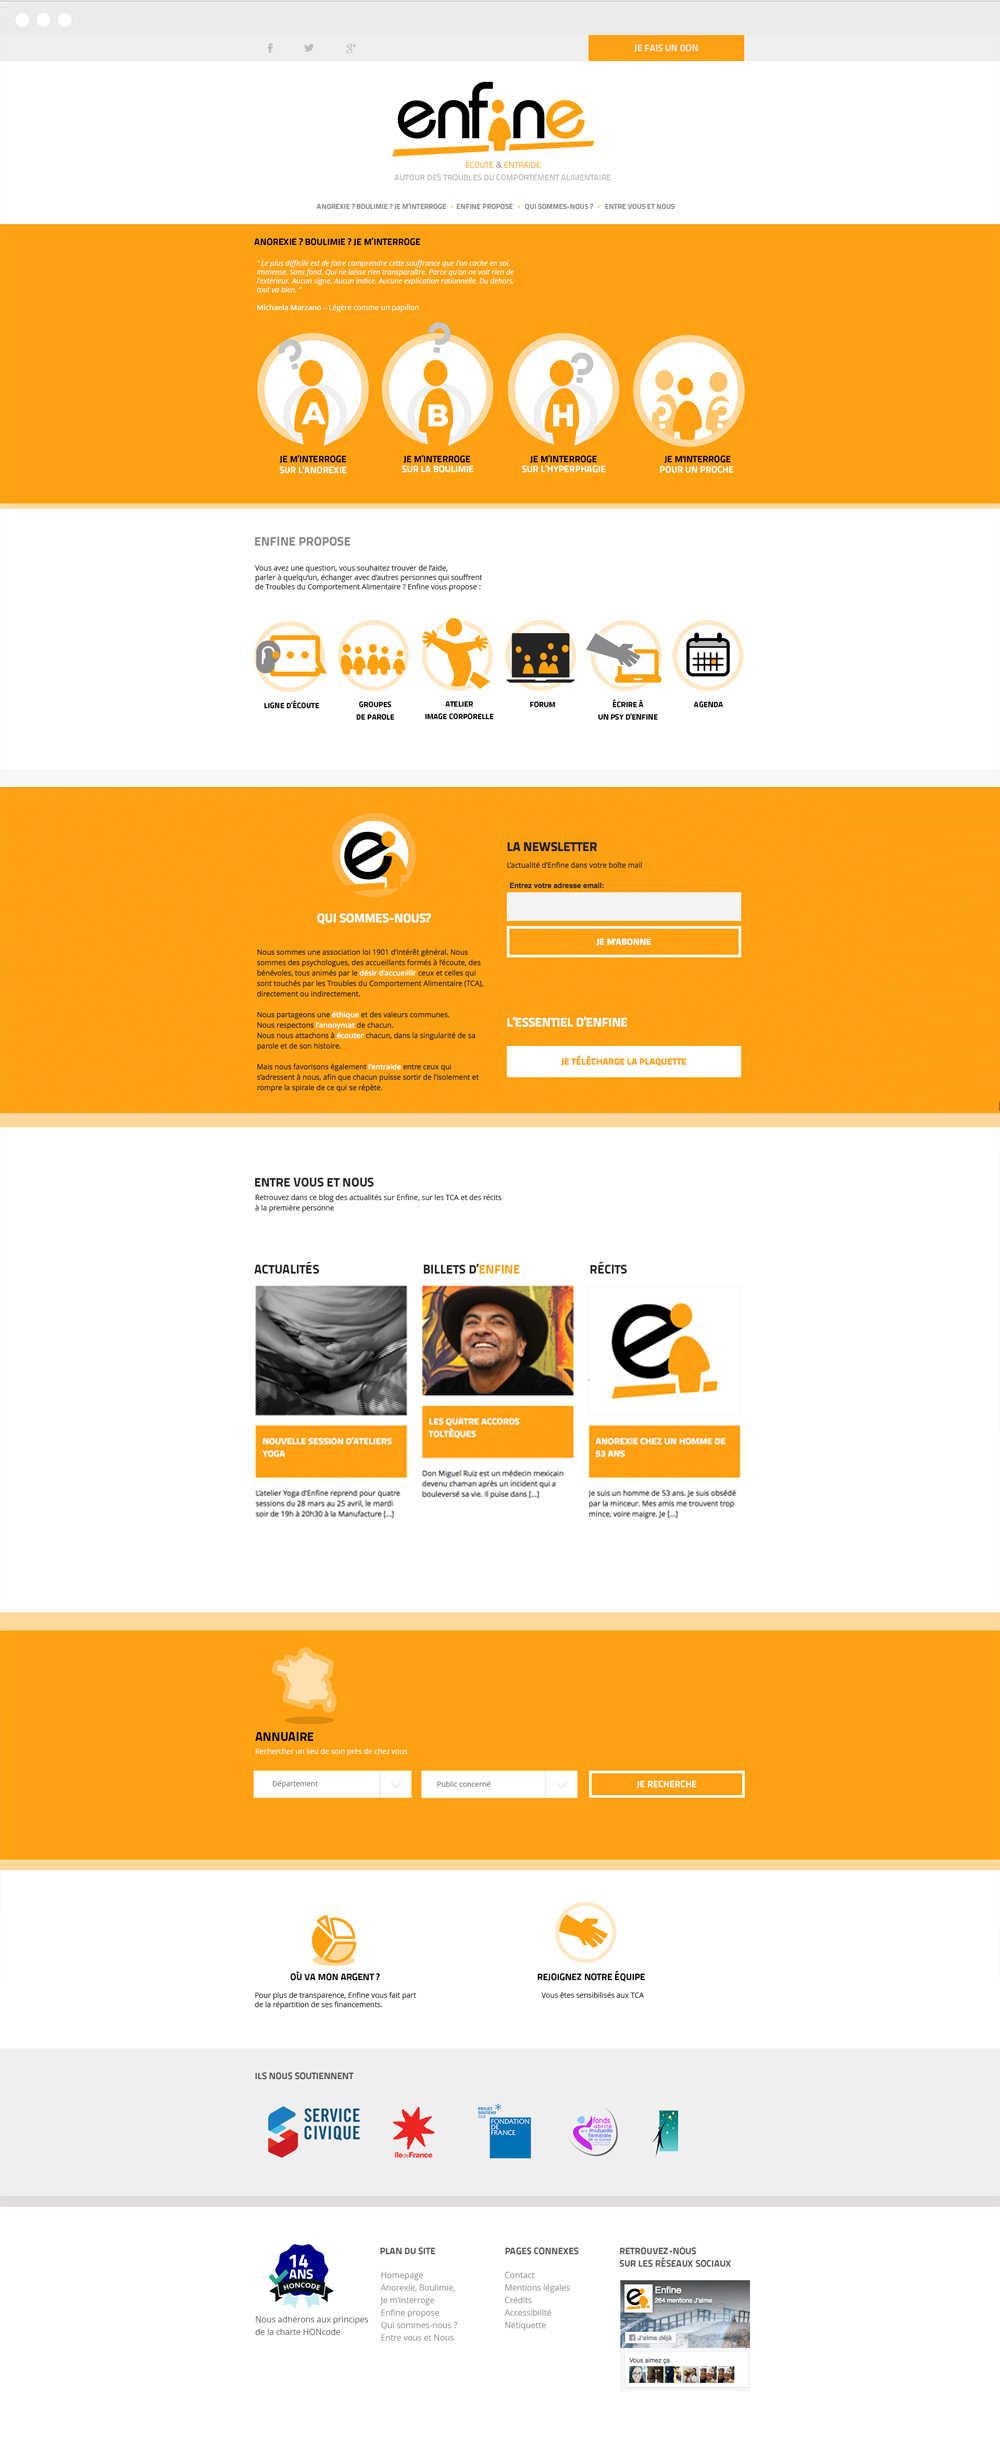 JE FAIS UN DON
enfine
ÉCOUTE & ENTRAIDE
AUTOUR DES TROUBLES DU COMPORTEMENT ALIMENTAIRE
ANOREXIE ? BOULIMIE ? JE M'INTERROGE • ENFINE PROPOSE • QUI SOMMES-NOUS ? • ENTRE VOUS ET NOUS
ANOREXIE ? BOULIMIE ? JE M'INTERROGE
" Le plus difficile est de faire comprendre cette souffrance que l'on cache en soi.
Immense. Sans fond. Qui ne laisse rien transparaître. Parce qu'on ne voit rien de
l'extérieur. Aucun signe. Aucun indice. Aucune explication rationnelle. Du dehors,
tout va bien. "
Michaela Marzano – Légère comme un papillon
? ? ?
A B H ? ?
JE M'INTERROGE
SUR L'ANOREXIE
JE M'INTERROGE
SUR LA BOULIMIE
JE M'INTERROGE
SUR L'HYPERPHAGIE
JE M'INTERROGE
POUR UN PROCHE
ENFINE PROPOSE
Vous avez une question, vous souhaitez trouver de l'aide,
parler à quelqu'un, échanger avec d'autres personnes qui souffrent
de Troubles du Comportement Alimentaire ? Enfine vous propose :
LIGNE D'ÉCOUTE
GROUPES
DE PAROLE
ATELIER
IMAGE CORPORELLE
FORUM
ÉCRIRE À
UN PSY D'ENFINE
AGENDA
e
QUI SOMMES-NOUS?
Nous sommes une association loi 1901 d'intérêt général. Nous
sommes des psychologues, des accueillants formés à l'écoute, des
bénévoles, tous animés par le désir d'accueillir ceux et celles qui
sont touchés par les Troubles du Comportement Alimentaire (TCA),
directement ou indirectement.
Nous partageons une éthique et des valeurs communes.
Nous respectons l'anonymat de chacun.
Nous nous attachons à écouter chacun, dans la singularité de sa
parole et de son histoire.
Mais nous favorisons également l'entraide entre ceux qui
s'adressent à nous, afin que chacun puisse sortir de l'isolement et
rompre la spirale de ce qui se répète.
LA NEWSLETTER
L'actualité d'Enfine dans votre boîte mail
Entrez votre adresse email:
JE M'ABONNE
L'ESSENTIEL D'ENFINE
JE TÉLÉCHARGE LA PLAQUETTE
ENTRE VOUS ET NOUS
Retrouvez dans ce blog des actualités sur Enfine, sur les TCA et des récits
à la première personne
ACTUALITÉS
NOUVELLE SESSION D'ATELIERS
YOGA
L'atelier Yoga d'Enfine reprend pour quatre
sessions du 28 mars au 25 avril, le mardi
soir de 19h à 20h30 à la Manufacture [...]
BILLETS D'ENFINE
LES QUATRE ACCORDS
TOLTÈQUES
Don Miguel Ruiz est un médecin mexicain
devenu chaman après un incident qui a
bouleversé sa vie. Il puise dans [...]
RÉCITS
e
ANOREXIE CHEZ UN HOMME DE
53 ANS
Je suis un homme de 53 ans. Je suis obsédé
par la minceur. Mes amis me trouvent trop
mince, voire maigre. Je [...]
ANNUAIRE
Rechercher un lieu de soin près de chez vous
Département
Public concerné
JE RECHERCHE
OÙ VA MON ARGENT ?
Pour plus de transparence, Enfine vous fait part
de la répartition de ses financements.
REJOIGNEZ NOTRE ÉQUIPE
Vous êtes sensibilisés aux TCA
ILS NOUS SOUTIENNENT
SERVICE
CIVIQUE
îledeFrance
PROJET
SOUTENU
PAR
FONDATION
DE
FRANCE
fonds
abrité
mutuelle
familiale
de la Corse
14
ANS
HONCODE
Nous adhérons aux principes
de la charte HONcode
PLAN DU SITE
Homepage
Anorexie, Boulimie,
Je m'interroge
Enfine propose
Qui sommes-nous ?
Entre vous et Nous
PAGES CONNEXES
Contact
Mentions légales
Crédits
Accessibilité
Nétiquette
RETROUVEZ-NOUS
SUR LES RÉSEAUX SOCIAUX
Enfine
264 mentions J'aime
J'aime déjà
Vous aimez ça